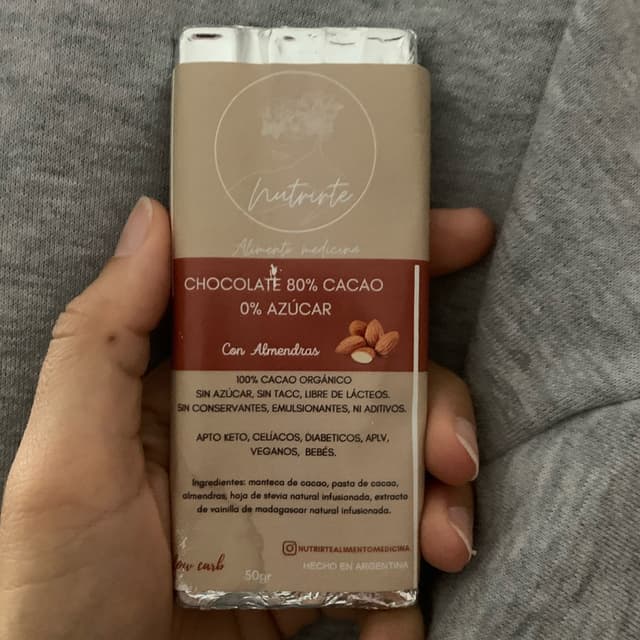 Nutrirte
Alimento medicina
CHOCOLATE 80% CACAO
0% AZÚCAR
Con Almendras
100% CACAO ORGÁNICO
SIN AZÚCAR, SIN TACC, LIBRE DE LÁCTEOS.
SIN CONSERVANTES, EMULSIONANTES, NI ADITIVOS.
APTO KETO, CELÍACOS, DIABETICOS, APLV,
VEGANOS, BEBÉS.
Ingredientes: manteca de cacao, pasta de cacao,
almendras, hoja de stevia natural infusionada, extracto
de vainilla de madagascar natural infusionada.
NUTRIRTEALIMENTOMEDICINA
low carb
50gr
HECHO EN ARGENTINA